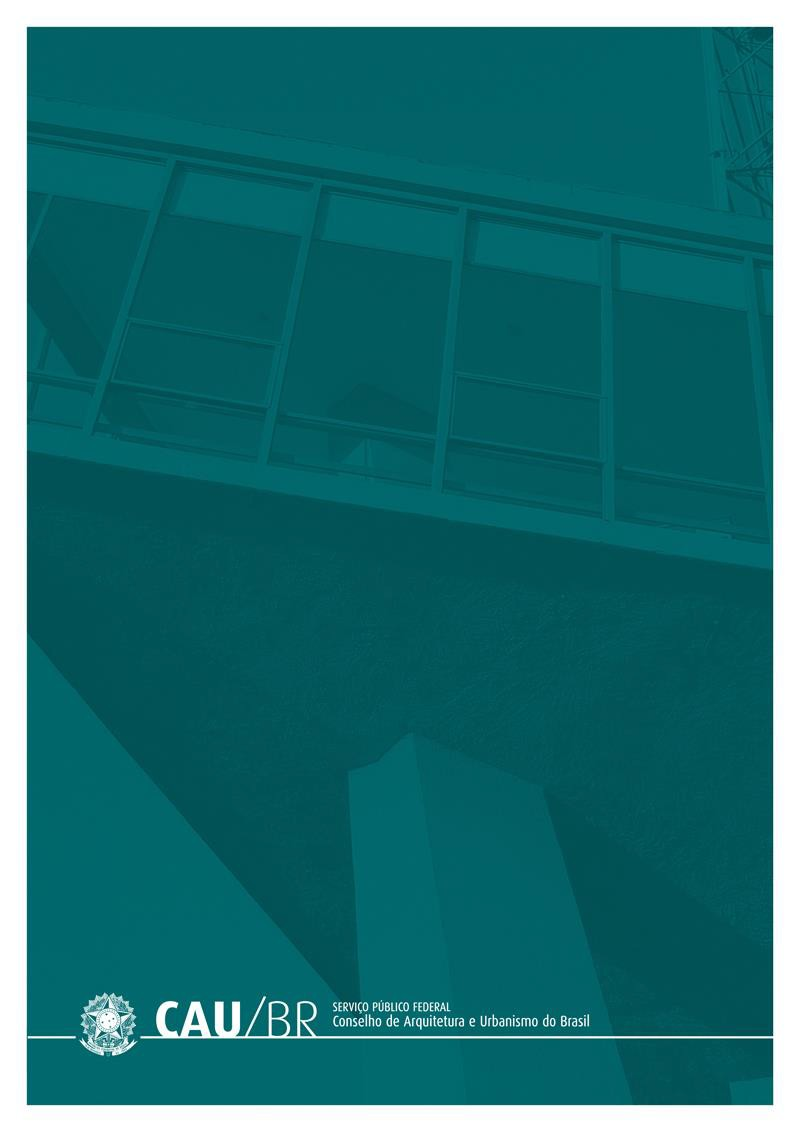 CAU/BR
SERVIÇO PÚBLICO FEDERAL
Conselho de Arquitetura e Urbanismo do Brasil